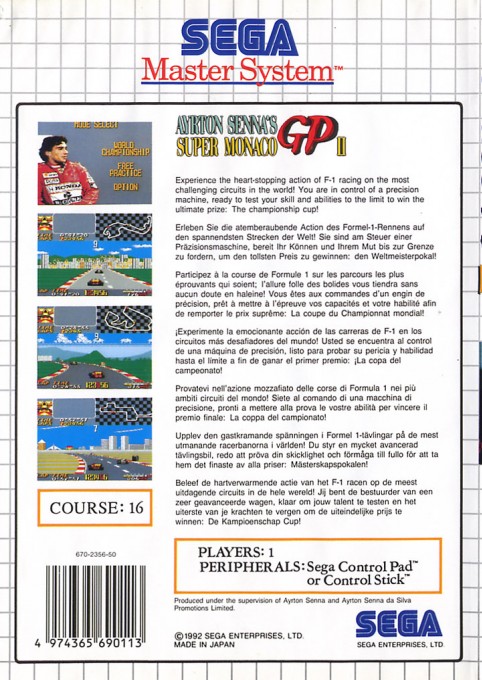 SEGA
Master System™
MODE SELECT
WORLD
CHAMPIONSHIP
FREE
PRACTICE
OPTION
HONDA
AYRTON SENNA'S
SUPER MONACO GP II
Experience the heart-stopping action of F-1 racing on the most
challenging circuits in the world! You are in control of a precision
machine, ready to test your skill and abilities to the limit to win the
ultimate prize: The championship cup!
Erleben Sie die atemberaubende Action des Formel-1-Rennens auf
den spannendsten Strecken der Welt! Sie sind am Steuer einer
Präzisionsmaschine, bereit Ihr Können und Ihrem Mut bis zur Grenze
zu fordern, um den tollsten Preis zu gewinnen: den Weltmeisterpokal!
Participez à la course de Formule 1 sur les parcours les plus
éprouvants qui soient; l'allure folle des bolides vous tiendra sans
aucun doute en haleine! Vous êtes aux commandes d'un engin de
précision, prêt à mettre à l'épreuve vos capacités et votre habilité afin
de remporter le prix suprême: La coupe du Championnat mondial!
¡Experimente la emocionante acción de las carreras de F-1 en los
circuitos más desafiadores del mundo! Usted se encuentra al control
de una máquina de precisión, listo para probar su pericia y habilidad
hasta el límite a fin de ganar el primer premio: ¡La copa del
campeonato!
Provatevi nell'azione mozzafiato delle corse di Formula 1 nei più
ambiti circuiti del mondo! Siete al comando di una macchina di
precisione, pronti a mettere alla prova le vostre abilità per vincere il
premio finale: La coppa del campionato!
Upplev den gastkramande spänningen i Formel 1-tävlingar på de mest
utmanande racerbanorna i världen! Du styr en mycket avancerad
tävlingsbil, redo att pröva din skicklighet och förmåga till fullo för att ta
hem det finaste av alla priser: Mästerskapspokalen!
Beleef de hartverwarmende actie van het F-1 racen op de meest
uitdagende circuits in de hele wereld! Jij bent de bestuurder van een
zeer geavanceerde wagen, klaar om jouw talent te testen en het
uiterste van je krachten te vergen om de uiteindelijke prijs te
winnen: De Kampioenschap Cup!
COURSE: 16
670-2356-50
4 974365 690113
PLAYERS: 1
PERIPHERALS: Sega Control Pad™
or Control Stick™
Produced under the supervision of Ayrton Senna and Ayrton Senna da Silva
Promotions Limited.
©1992 SEGA ENTERPRISES, LTD.
MADE IN JAPAN
SEGA
SEGA ENTERPRISES, LTD.